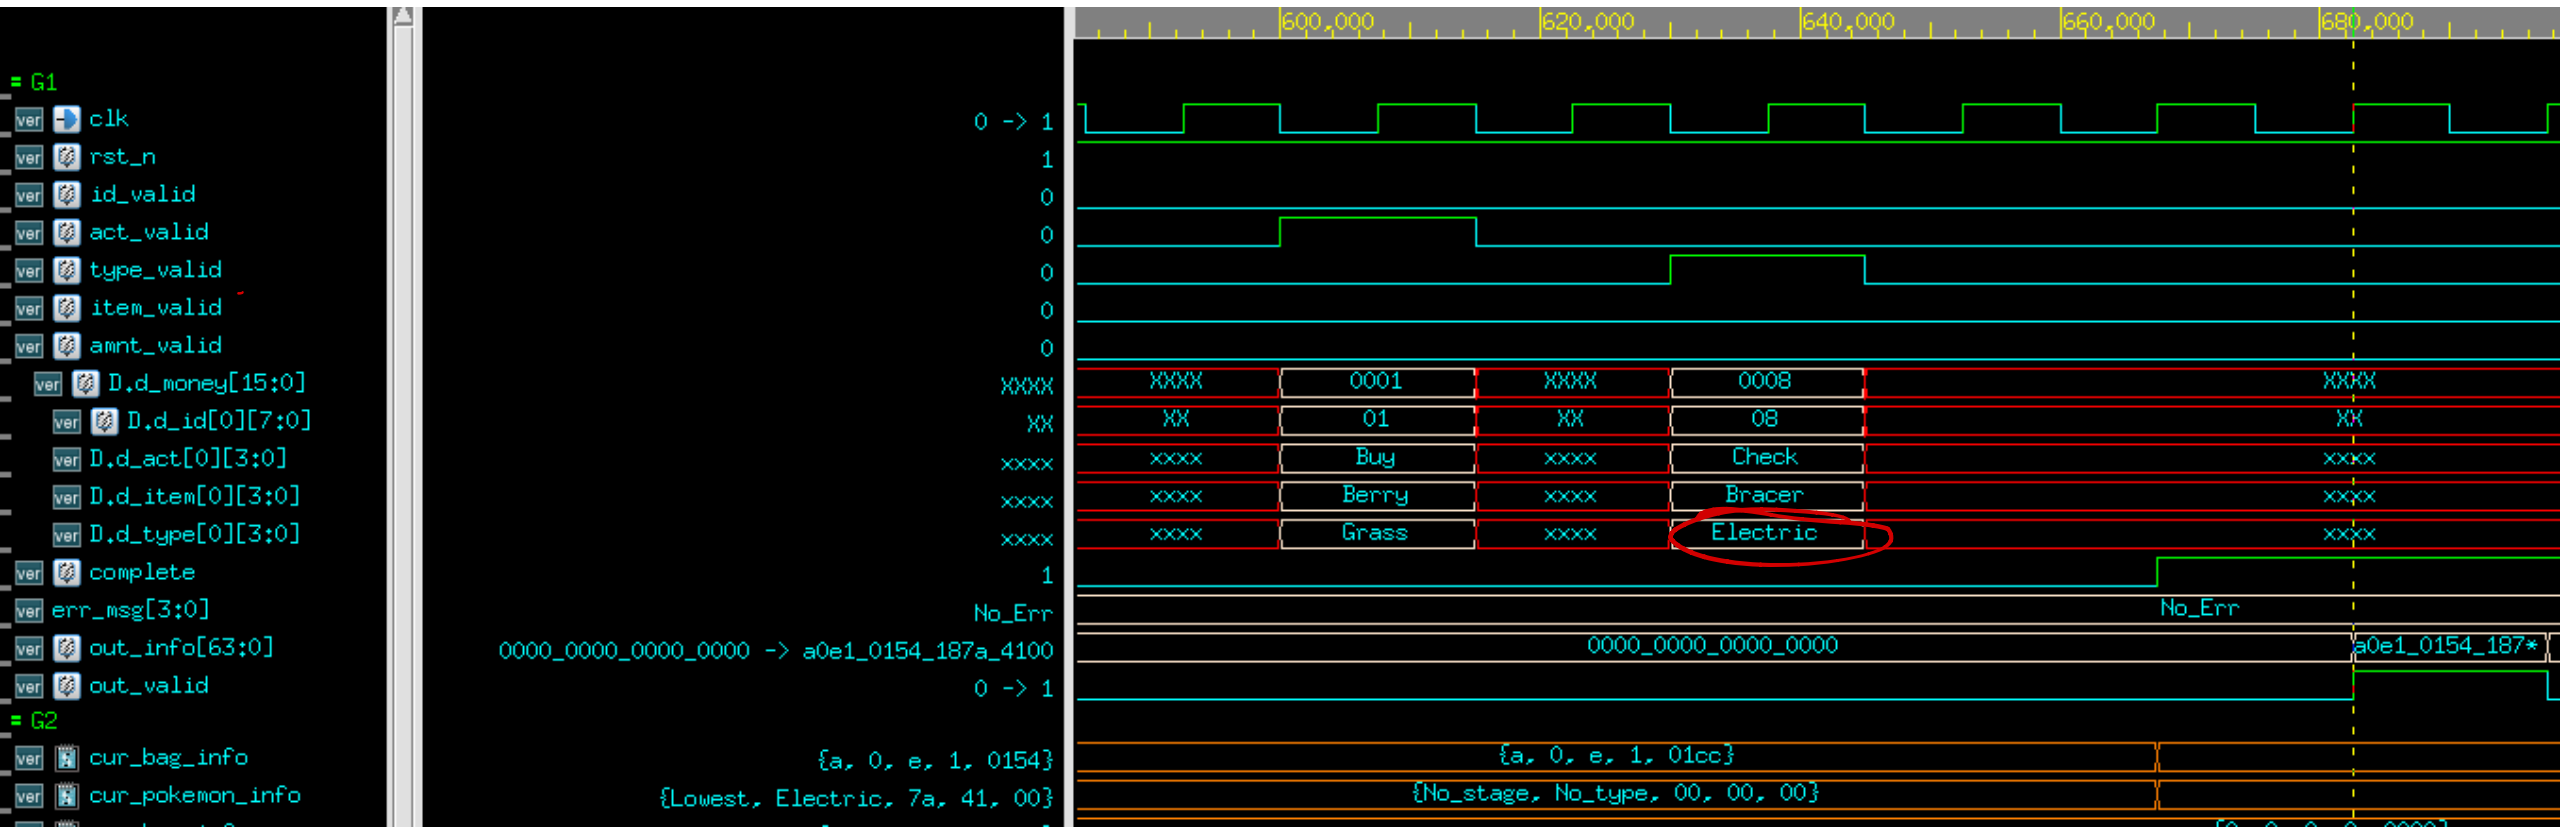 600,000 620,000 640,000 660,000 680,000
= G1
ver clk 0 -> 1
ver rst_n 1
ver id_valid 0
ver act_valid 0
ver type_valid 0
ver item_valid 0
ver amnt_valid 0
ver D.d_money[15:0] XXXX XXXX 0001 XXXX 0008 XXXX
ver D.d_id[0][7:0] XX XX 01 XX 08 XX
ver D.d_act[0][3:0] xxxx xxxx Buy xxxx Check xxxx
ver D.d_item[0][3:0] xxxx xxxx Berry xxxx Bracer xxxx
ver D.d_type[0][3:0] xxxx xxxx Grass xxxx Electric xxxx
ver complete 1
ver err_msg[3:0] No_Err No_Err
ver out_info[63:0] 0000_0000_0000_0000 -> a0e1_0154_187a_4100 0000_0000_0000_0000 a0e1_0154_187*
ver out_valid 0 -> 1
= G2
ver cur_bag_info {a, 0, e, 1, 0154} {a, 0, e, 1, 01cc}
ver cur_pokemon_info {Lowest, Electric, 7a, 41, 00} {No_stage, No_type, 00, 00, 00}